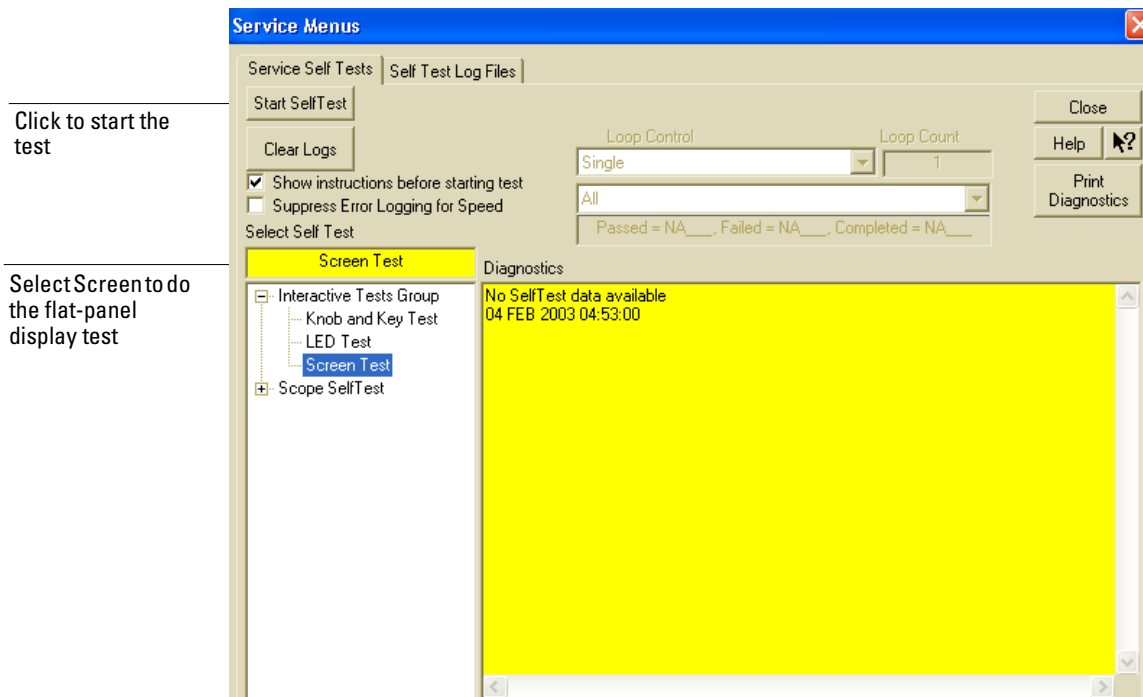 Service Menus
Service Self Tests
Self Test Log Files
Start SelfTest
Click to start the
test
Close
Clear Logs
Loop Control
Loop Count
Help
?
Single
1
Show instructions before starting test
Print
Diagnostics
Suppress Error Logging for Speed
All
Select Self Test
Passed = NA___, Failed = NA___, Completed = NA___
Screen Test
Diagnostics
Select Screen to do
the flat-panel
display test
Interactive Tests Group
Knob and Key Test
LED Test
Screen Test
Scope SelfTest
No SelfTest data available
04 FEB 2003 04:53:00